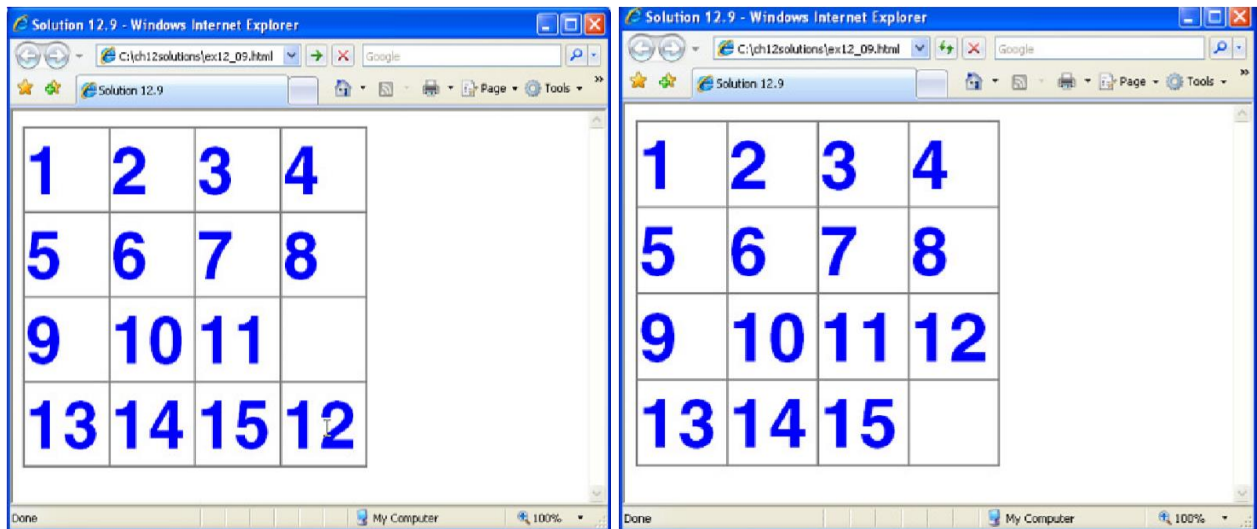 Solution 12.9 - Windows Internet Explorer
C:\ch12solutions\ex12_09.html
Google
Solution 12.9
Page
Tools
»
1 2 3 4
5 6 7 8
9 10 11
13 14 15 12
Done
My Computer
100%
Solution 12.9 - Windows Internet Explorer
C:\ch12solutions\ex12_09.html
Google
Solution 12.9
Page
Tools
»
1 2 3 4
5 6 7 8
9 10 11 12
13 14 15
Done
My Computer
100%